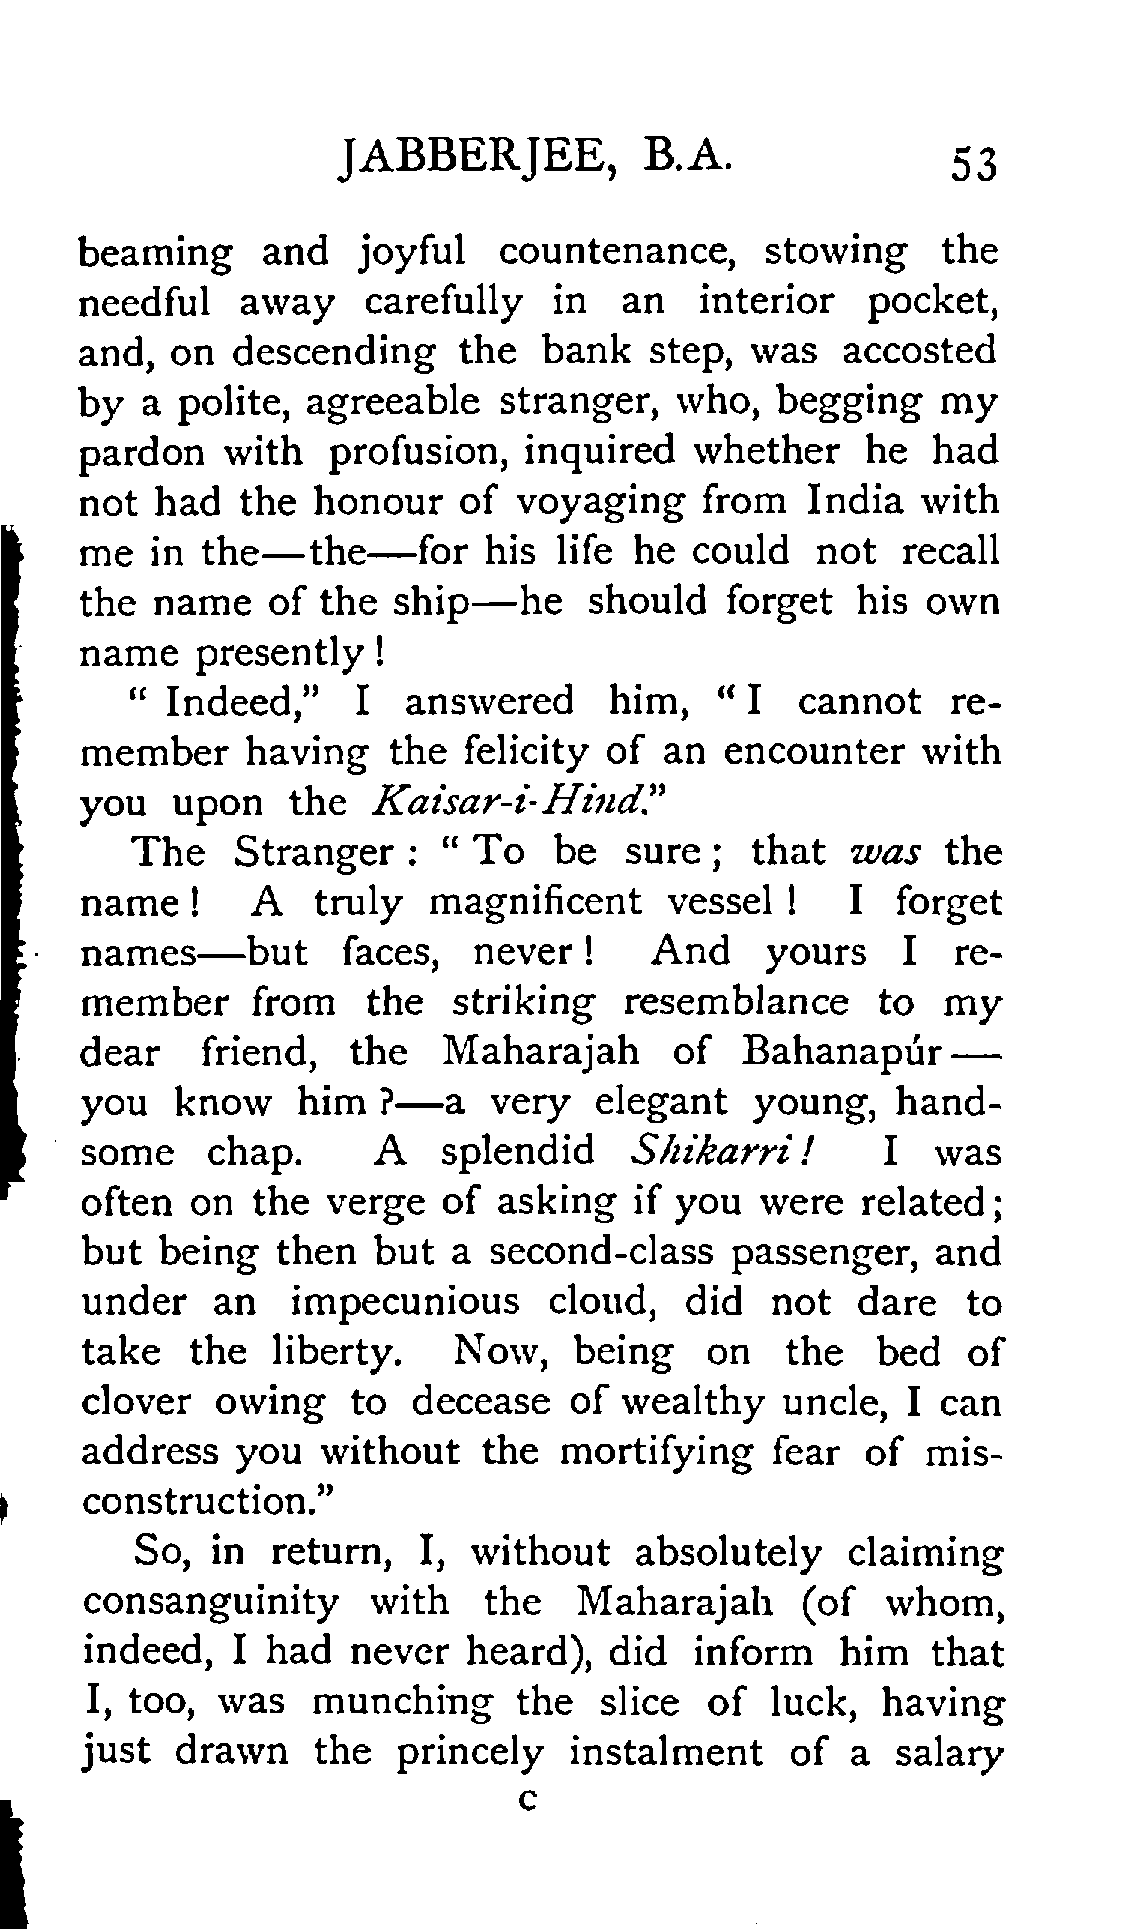 JABBERJEE, B.A. 53
beaming and joyful countenance, stowing the
needful away carefully in an interior pocket,
and, on descending the bank step, was accosted
by a polite, agreeable stranger, who, begging my
pardon with profusion, inquired whether he had
not had the honour of voyaging from India with
me in the—the—for his life he could not recall
the name of the ship—he should forget his own
name presently !
“ Indeed,” I answered him, “ I cannot re-
member having the felicity of an encounter with
you upon the Kaisar-i-Hind.”
The Stranger : “ To be sure ; that was the
name ! A truly magnificent vessel ! I forget
names—but faces, never ! And yours I re-
member from the striking resemblance to my
dear friend, the Maharajah of Bahanapúr—
you know him ?—a very elegant young, hand-
some chap. A splendid Shikarri ! I was
often on the verge of asking if you were related ;
but being then but a second-class passenger, and
under an impecunious cloud, did not dare to
take the liberty. Now, being on the bed of
clover owing to decease of wealthy uncle, I can
address you without the mortifying fear of mis-
construction.”
So, in return, I, without absolutely claiming
consanguinity with the Maharajah (of whom,
indeed, I had never heard), did inform him that
I, too, was munching the slice of luck, having
just drawn the princely instalment of a salary
C